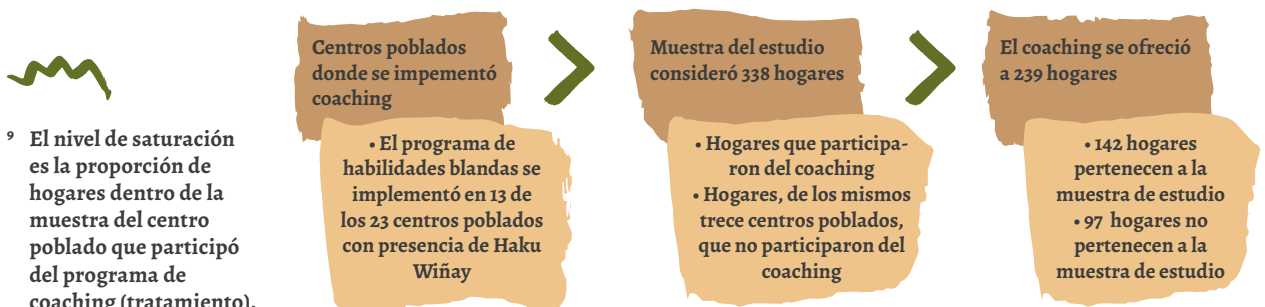 ⁹ El nivel de saturación
es la proporción de
hogares dentro de la
muestra del centro
poblado que participó
del programa de
coaching (tratamiento).
Centros poblados
donde se impementó
coaching
• El programa de
habilidades blandas se
implementó en 13 de
los 23 centros poblados
con presencia de Haku
Wiñay
Muestra del estudio
consideró 338 hogares
• Hogares que participa-
ron del coaching
• Hogares, de los mismos
trece centros poblados,
que no participaron del
coaching
El coaching se ofreció
a 239 hogares
• 142 hogares
pertenecen a la
muestra de estudio
• 97 hogares no
pertenecen a la
muestra de estudio